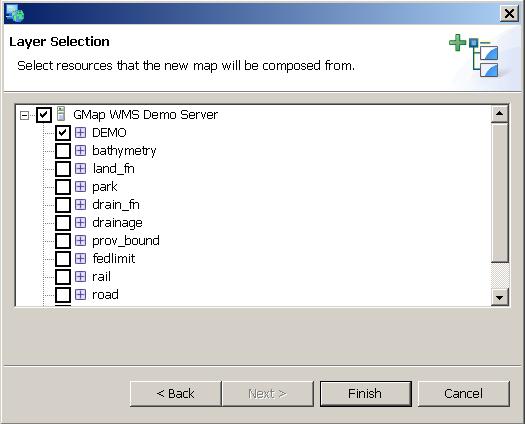 Layer Selection
Select resources that the new map will be composed from.
GMap WMS Demo Server
DEMO
bathymetry
land_fn
park
drain_fn
drainage
prov_bound
fedlimit
rail
road
< Back
Next >
Finish
Cancel